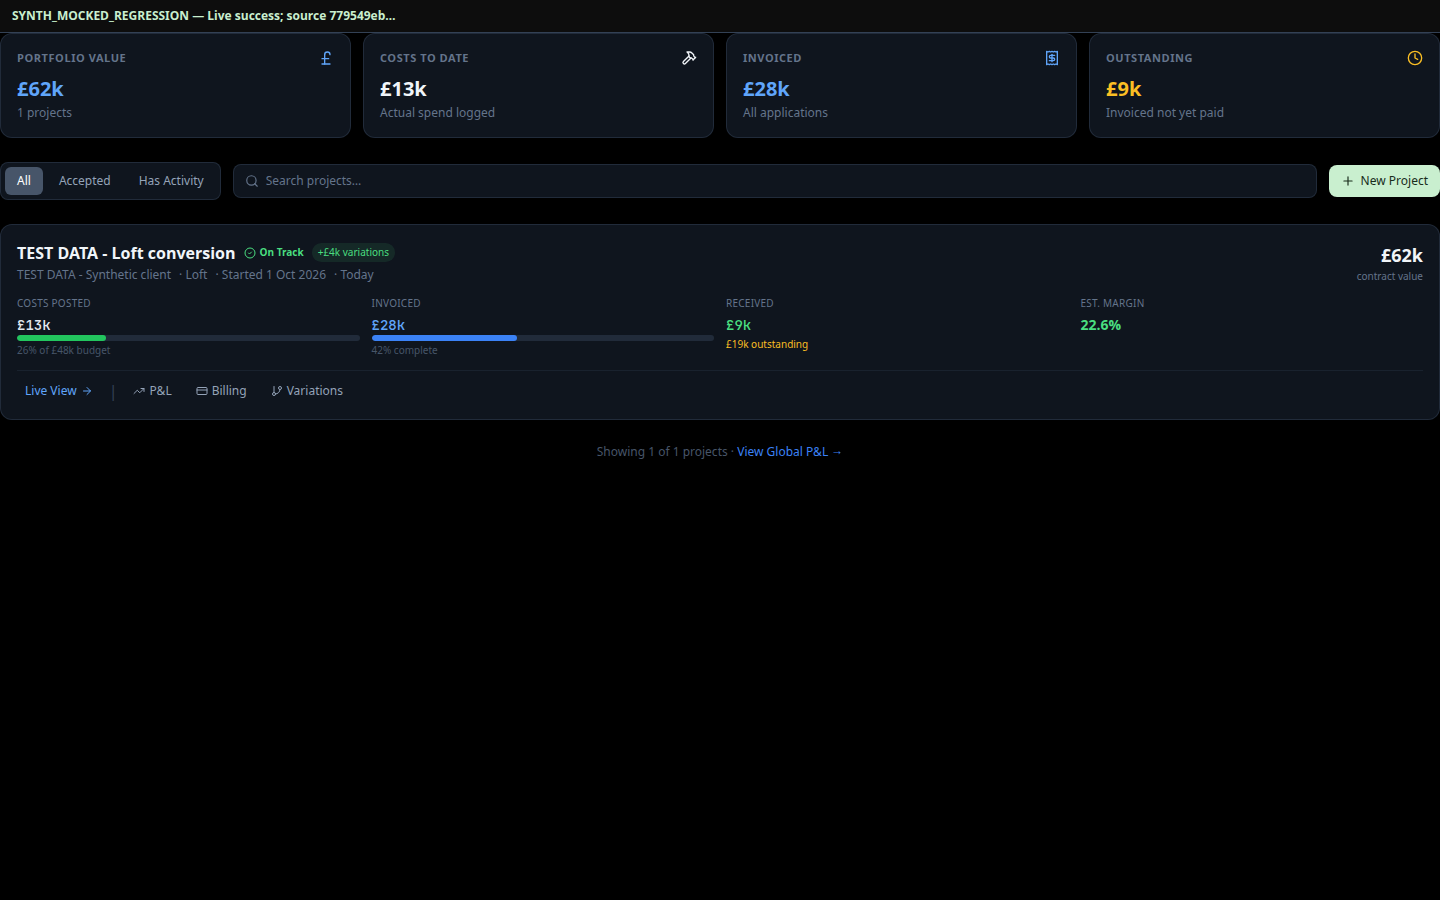 SYNTH_MOCKED_REGRESSION — Live success; source 779549eb...
PORTFOLIO VALUE
£62k
1 projects
COSTS TO DATE
£13k
Actual spend logged
INVOICED
£28k
All applications
OUTSTANDING
£9k
Invoiced not yet paid
All Accepted Has Activity
Search projects...
New Project
TEST DATA - Loft conversion On Track +£4k variations
TEST DATA - Synthetic client · Loft · Started 1 Oct 2026 · Today
£62k
contract value
COSTS POSTED
£13k
26% of £48k budget
INVOICED
£28k
42% complete
RECEIVED
£9k
£19k outstanding
EST. MARGIN
22.6%
Live View → | P&L Billing Variations
Showing 1 of 1 projects · View Global P&L →